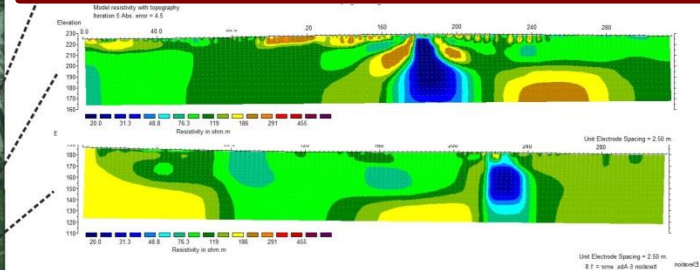 Model resistivity with topography
Iteration 5 Abs. error = 4.5
Elevation
0.0 40.0 20 160 200 240 280
230
220
210
200
190
180
170
160
20.0 31.3 48.8 76.3 119 186 291 455
Resistivity in ohm.m
Unit Electrode Spacing = 2.50 m.
200 240 280
180
170
160
150
140
130
120
110
20.0 31.3 48.8 76.3 119 186 291 455
Resistivity in ohm.m
Unit Electrode Spacing = 2.50 m.